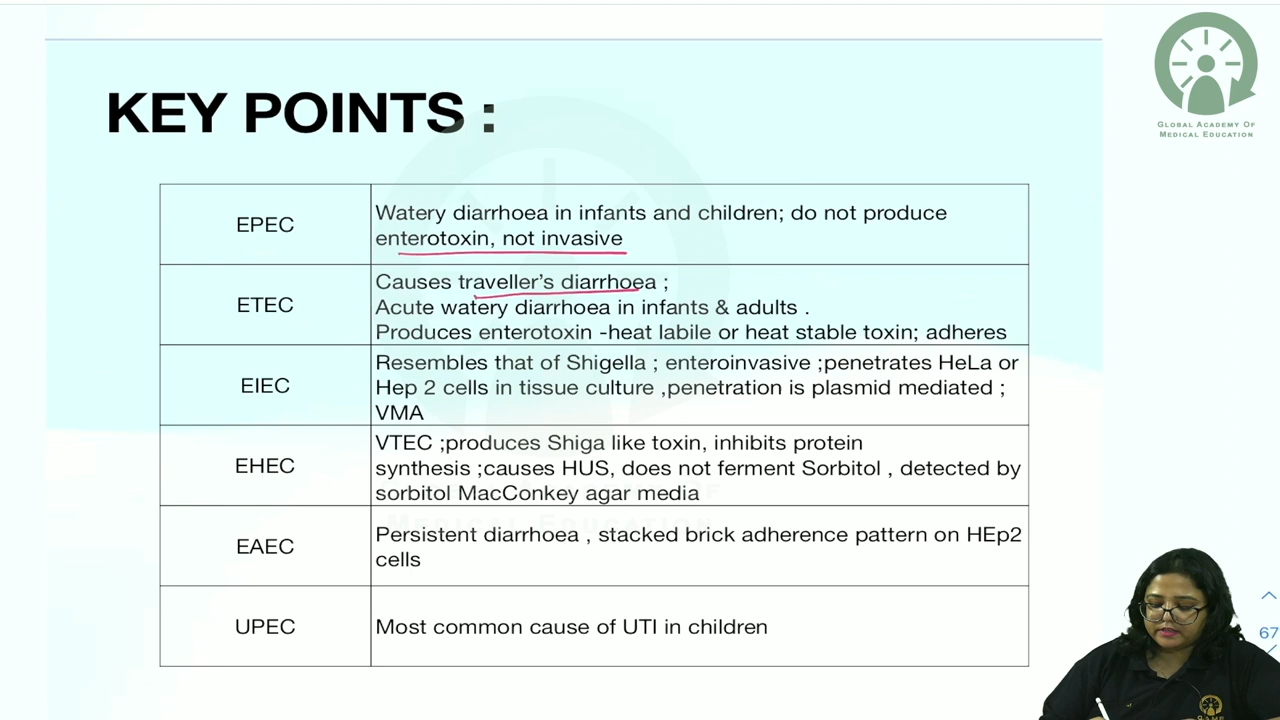 GLOBAL ACADEMY OF
MEDICAL EDUCATION
KEY POINTS :
EPEC
Watery diarrhoea in infants and children; do not produce
enterotoxin, not invasive
ETEC
Causes traveller's diarrhoea ;
Acute watery diarrhoea in infants & adults .
Produces enterotoxin -heat labile or heat stable toxin; adheres
EIEC
Resembles that of Shigella ; enteroinvasive ;penetrates HeLa or
Hep 2 cells in tissue culture ,penetration is plasmid mediated ;
VMA
EHEC
VTEC ;produces Shiga like toxin, inhibits protein
synthesis ;causes HUS, does not ferment Sorbitol , detected by
sorbitol MacConkey agar media
EAEC
Persistent diarrhoea , stacked brick adherence pattern on HEp2
cells
UPEC
Most common cause of UTI in children
67